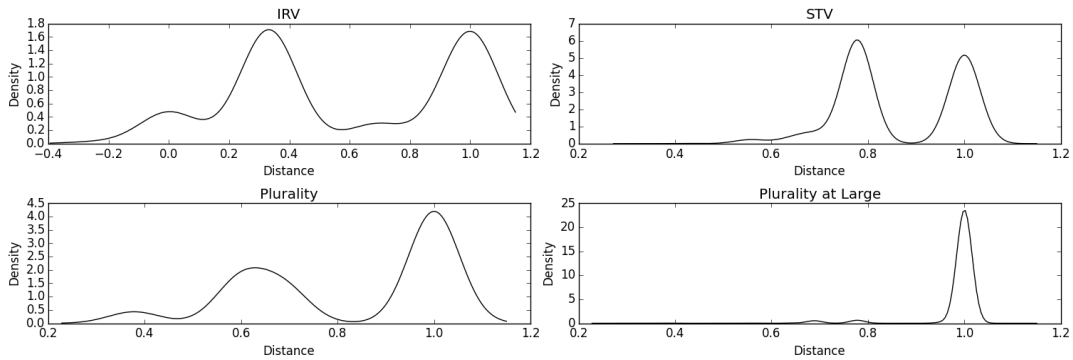 IRV
1.8
1.6
1.4
1.2
1.0
0.8
0.6
0.4
0.2
0.0
Density
−0.4 −0.2 0.0 0.2 0.4 0.6 0.8 1.0 1.2
Distance
STV
7
6
5
4
3
2
1
0
Density
0.2 0.4 0.6 0.8 1.0 1.2
Distance
Plurality
4.5
4.0
3.5
3.0
2.5
2.0
1.5
1.0
0.5
0.0
Density
0.2 0.4 0.6 0.8 1.0 1.2
Distance
Plurality at Large
25
20
15
10
5
0
Density
0.2 0.4 0.6 0.8 1.0 1.2
Distance